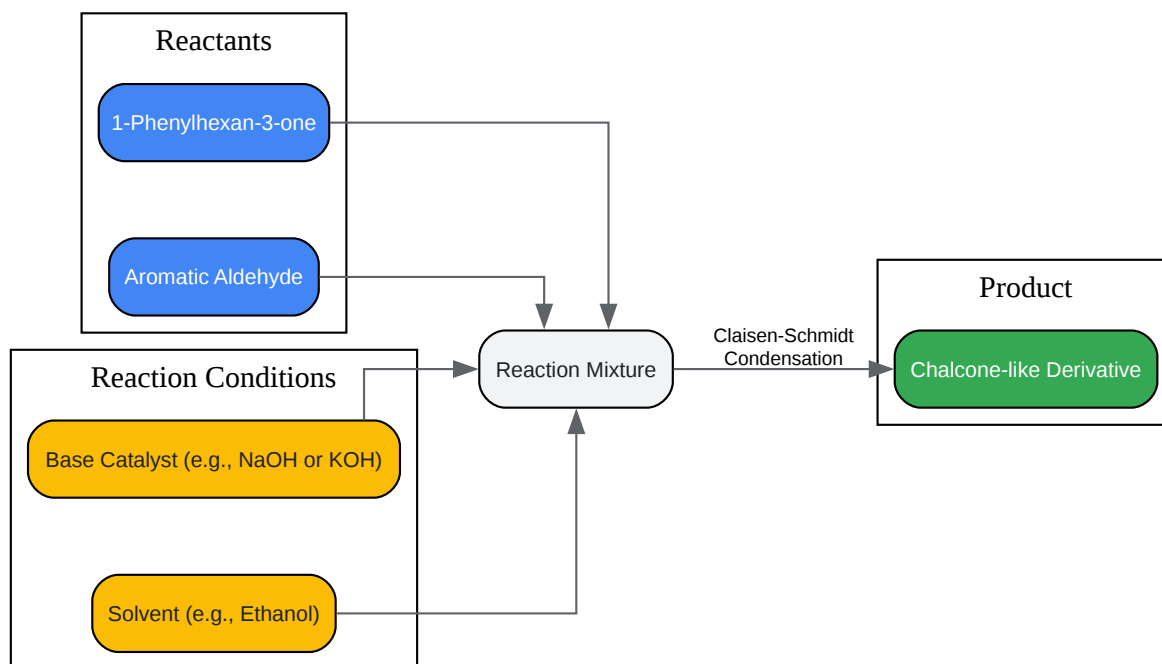 Reactants
1-Phenylhexan-3-one
Aromatic Aldehyde
Reaction Conditions
Base Catalyst (e.g., NaOH or KOH)
Solvent (e.g., Ethanol)
Reaction Mixture
Claisen-Schmidt
Condensation
Product
Chalcone-like Derivative